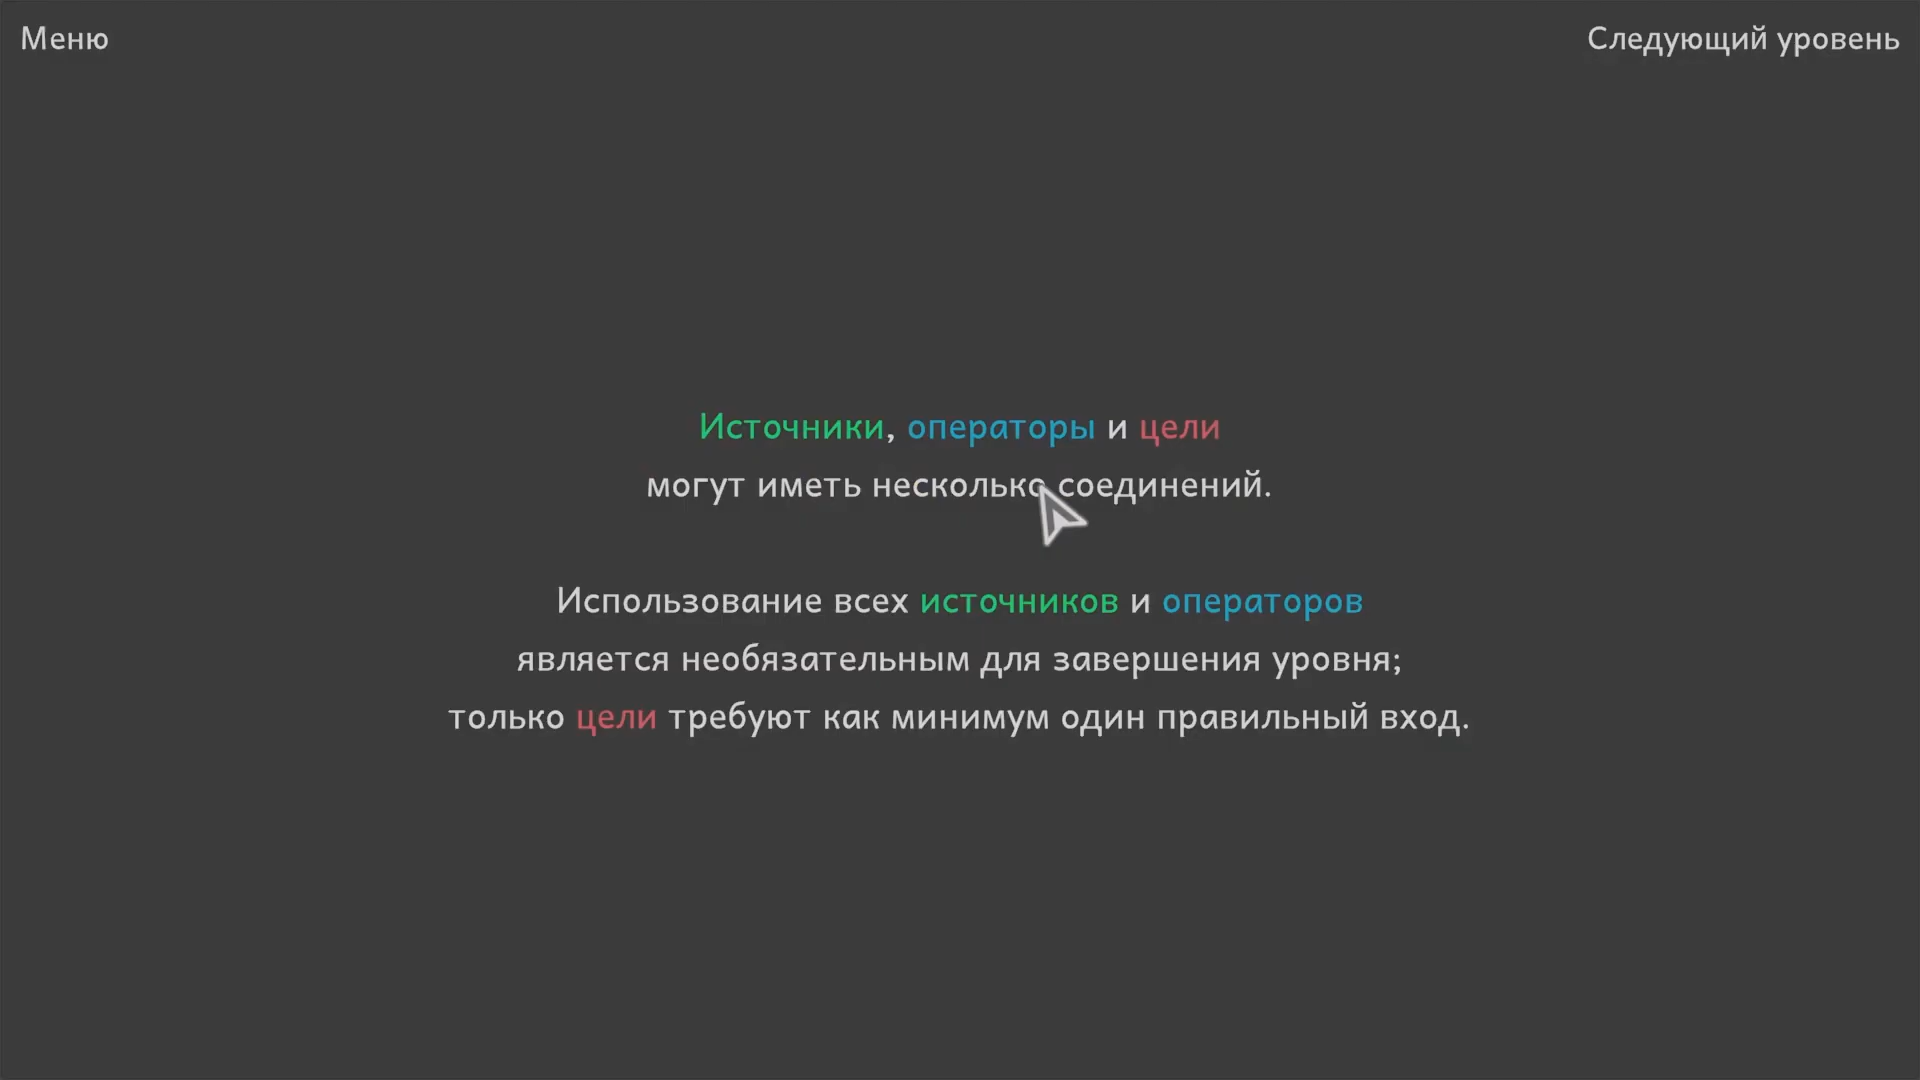 Меню
Следующий уровень
Источники, операторы и цели
могут иметь несколько соединений.
Использование всех источников и операторов
является необязательным для завершения уровня;
только цели требуют как минимум один правильный вход.